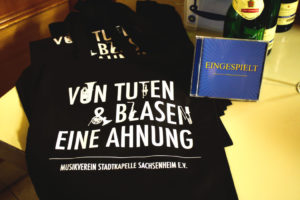 VON TUTEN
& BLASEN
EINE AHNUNG
MUSIKVEREIN STADTKAPELLE SACHSENHEIM E.V.
EINGESPIELT